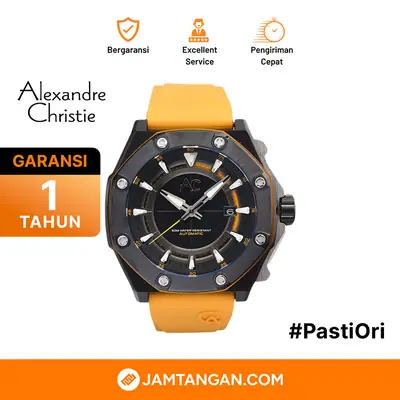 Bergaransi
Excellent
Service
Pengiriman
Cepat
Alexandre
Christie
GARANSI
1
TAHUN
AC
AUTOMATIC
#PastiOri
JAMTANGAN.COM